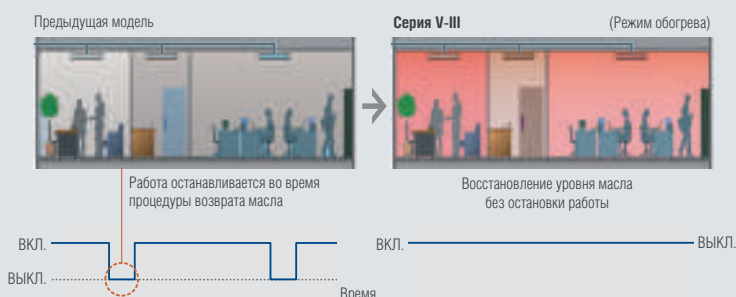 Предыдущая модель
Серия V-III
(Режим обогрева)
Работа останавливается во время
процедуры возврата масла
Восстановление уровня масла
без остановки работы
ВКЛ.
ВЫКЛ.
Время
ВКЛ.
ВЫКЛ.